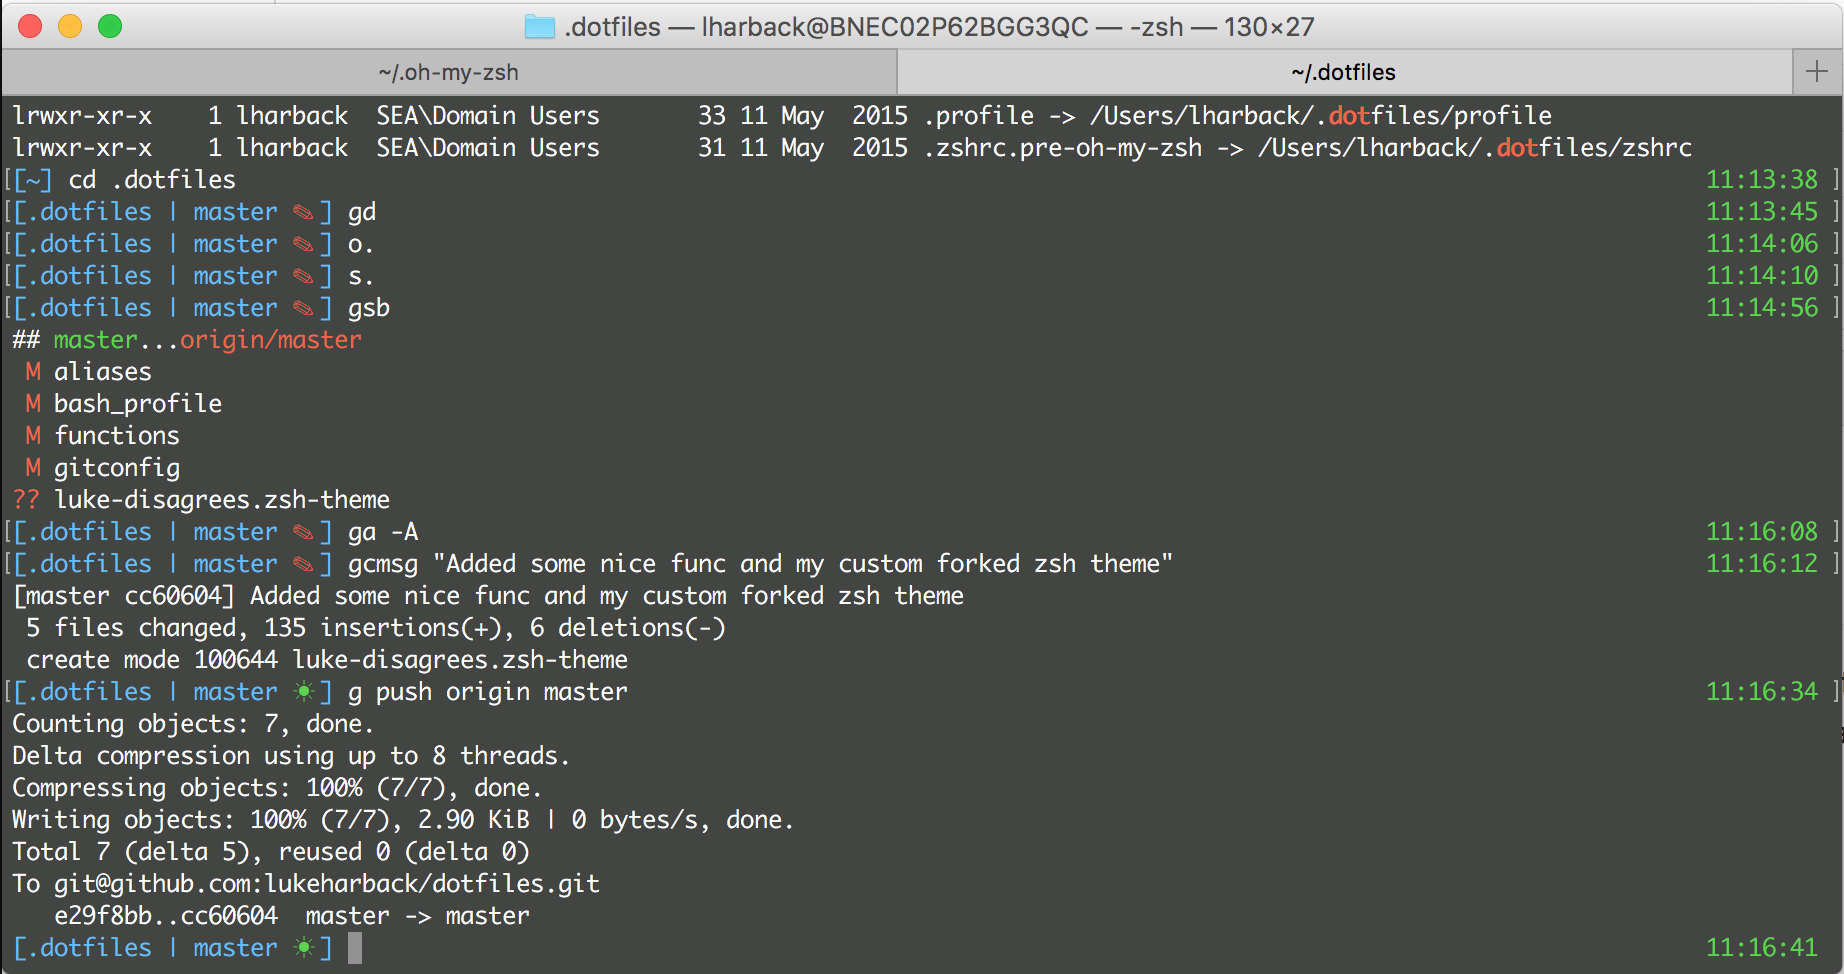 .dotfiles — lharback@BNEC02P62BGG3QC — -zsh — 130×27
~/.oh-my-zsh ~/.dotfiles +
lrwxr-xr-x    1 lharback  SEA\Domain Users       33 11 May  2015 .profile -> /Users/lharback/.dotfiles/profile
lrwxr-xr-x    1 lharback  SEA\Domain Users       31 11 May  2015 .zshrc.pre-oh-my-zsh -> /Users/lharback/.dotfiles/zshrc
[[~] cd .dotfiles 11:13:38 ]
[[.dotfiles | master ✎] gd 11:13:45 ]
[[.dotfiles | master ✎] o. 11:14:06 ]
[[.dotfiles | master ✎] s. 11:14:10 ]
[[.dotfiles | master ✎] gsb 11:14:56 ]
## master...origin/master
 M aliases
 M bash_profile
 M functions
 M gitconfig
?? luke-disagrees.zsh-theme
[[.dotfiles | master ✎] ga -A 11:16:08 ]
[[.dotfiles | master ✎] gcmsg "Added some nice func and my custom forked zsh theme" 11:16:12 ]
[master cc60604] Added some nice func and my custom forked zsh theme
 5 files changed, 135 insertions(+), 6 deletions(-)
 create mode 100644 luke-disagrees.zsh-theme
[[.dotfiles | master ☀] g push origin master 11:16:34 ]
Counting objects: 7, done.
Delta compression using up to 8 threads.
Compressing objects: 100% (7/7), done.
Writing objects: 100% (7/7), 2.90 KiB | 0 bytes/s, done.
Total 7 (delta 5), reused 0 (delta 0)
To git@github.com:lukeharback/dotfiles.git
   e29f8bb..cc60604  master -> master
[.dotfiles | master ☀] 11:16:41